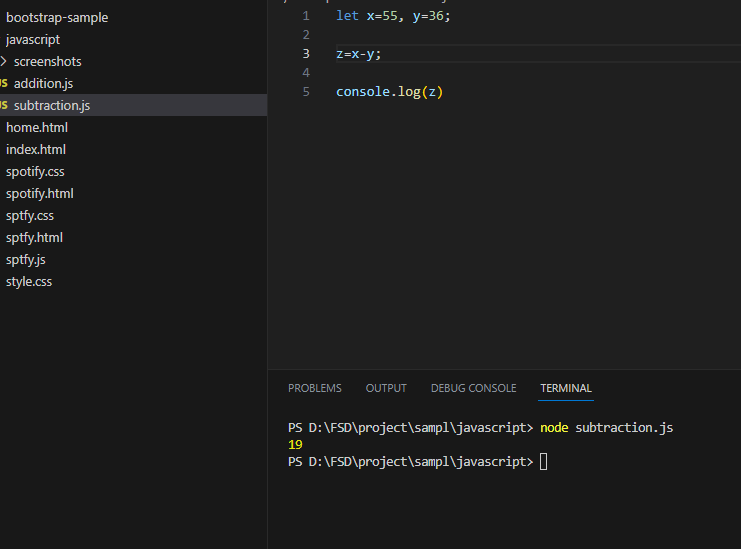 bootstrap-sample
javascript
screenshots
JS addition.js
JS subtraction.js
home.html
index.html
spotify.css
spotify.html
sptfy.css
sptfy.html
sptfy.js
style.css
1 let x=55, y=36;
2
3 z=x-y;
4
5 console.log(z)
PROBLEMS OUTPUT DEBUG CONSOLE TERMINAL
PS D:\FSD\project\sampl\javascript> node subtraction.js
19
PS D:\FSD\project\sampl\javascript>